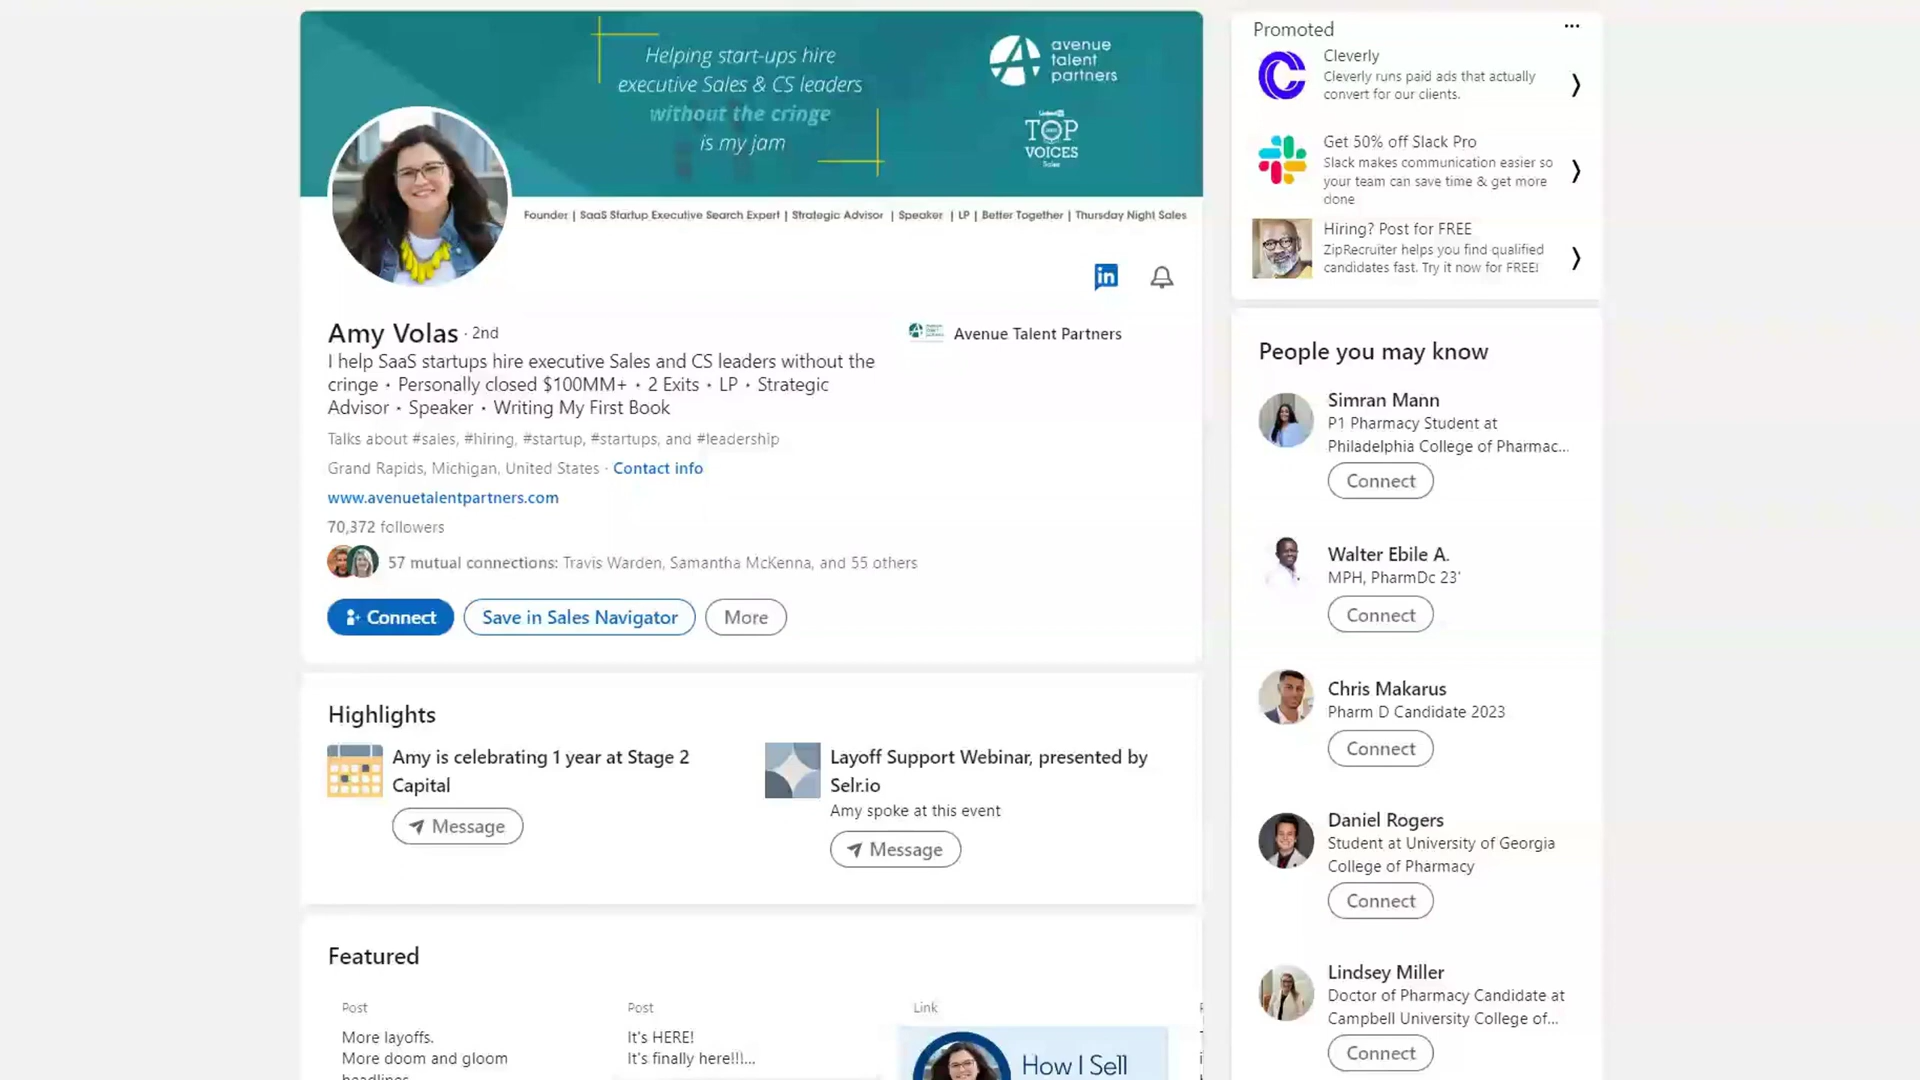 Helping start-ups hire
executive Sales & CS leaders
without the cringe
is my jam
avenue
talent
partners
TOP
VOICES
Sales
Founder | SaaS Startup Executive Search Expert | Strategic Advisor | Speaker | LP | Better Together | Thursday Night Sales
in
Amy Volas · 2nd
I help SaaS startups hire executive Sales and CS leaders without the
cringe • Personally closed $100MM+ • 2 Exits • LP • Strategic
Advisor • Speaker • Writing My First Book
Talks about #sales, #hiring, #startup, #startups, and #leadership
Grand Rapids, Michigan, United States · Contact info
www.avenuetalentpartners.com
70,372 followers
57 mutual connections: Travis Warden, Samantha McKenna, and 55 others
Connect
Save in Sales Navigator
More
Avenue Talent Partners
Highlights
Amy is celebrating 1 year at Stage 2
Capital
Message
Layoff Support Webinar, presented by
Selr.io
Amy spoke at this event
Message
Featured
Post
More layoffs.
More doom and gloom
headlines
Post
It's HERE!
It's finally here!!!...
Link
How I Sell
Promoted
Cleverly
Cleverly runs paid ads that actually
convert for our clients.
Get 50% off Slack Pro
Slack makes communication easier so
your team can save time & get more
done
Hiring? Post for FREE
ZipRecruiter helps you find qualified
candidates fast. Try it now for FREE!
People you may know
Simran Mann
P1 Pharmacy Student at
Philadelphia College of Pharmac...
Connect
Walter Ebile A.
MPH, PharmDc 23'
Connect
Chris Makarus
Pharm D Candidate 2023
Connect
Daniel Rogers
Student at University of Georgia
College of Pharmacy
Connect
Lindsey Miller
Doctor of Pharmacy Candidate at
Campbell University College of...
Connect